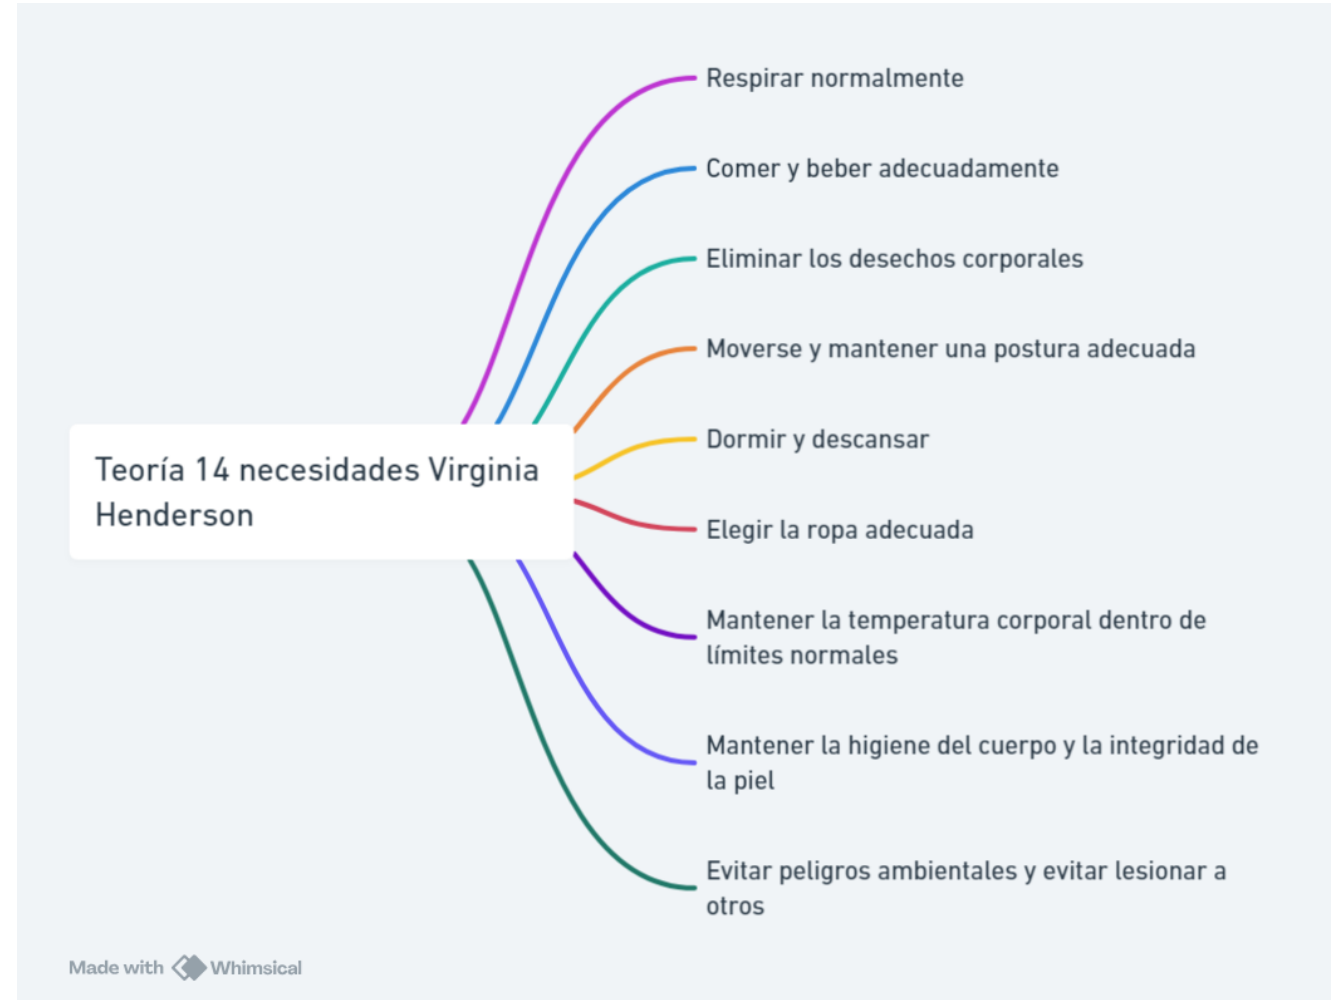 Respirar normalmente
Comer y beber adecuadamente
Eliminar los desechos corporales
Moverse y mantener una postura adecuada
Dormir y descansar
Teoría 14 necesidades Virginia
Henderson
Elegir la ropa adecuada
Mantener la temperatura corporal dentro de
límites normales
Mantener la higiene del cuerpo y la integridad de
la piel
Evitar peligros ambientales y evitar lesionar a
otros
Made with Whimsical